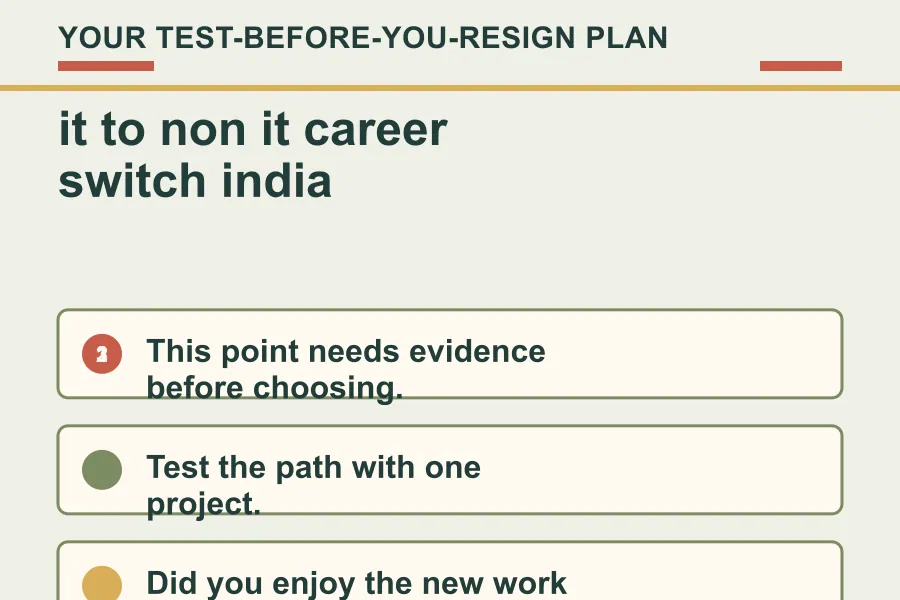 YOUR TEST-BEFORE-YOU-RESIGN PLAN
it to non it career
switch india
This point needs evidence
before choosing.
Test the path with one
project.
Did you enjoy the new work